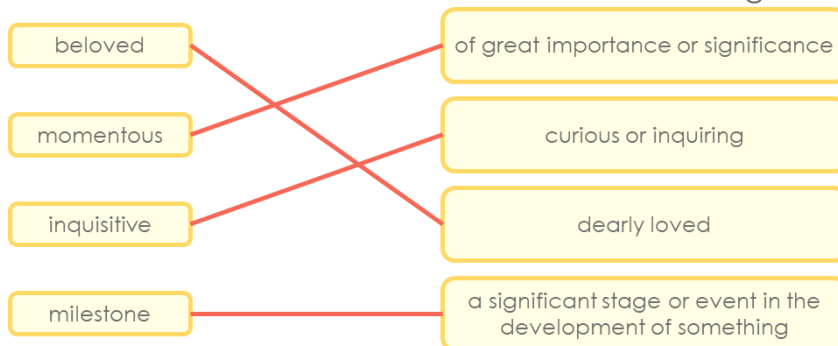 beloved
of great importance or significance
momentous
curious or inquiring
inquisitive
dearly loved
milestone
a significant stage or event in the
development of something